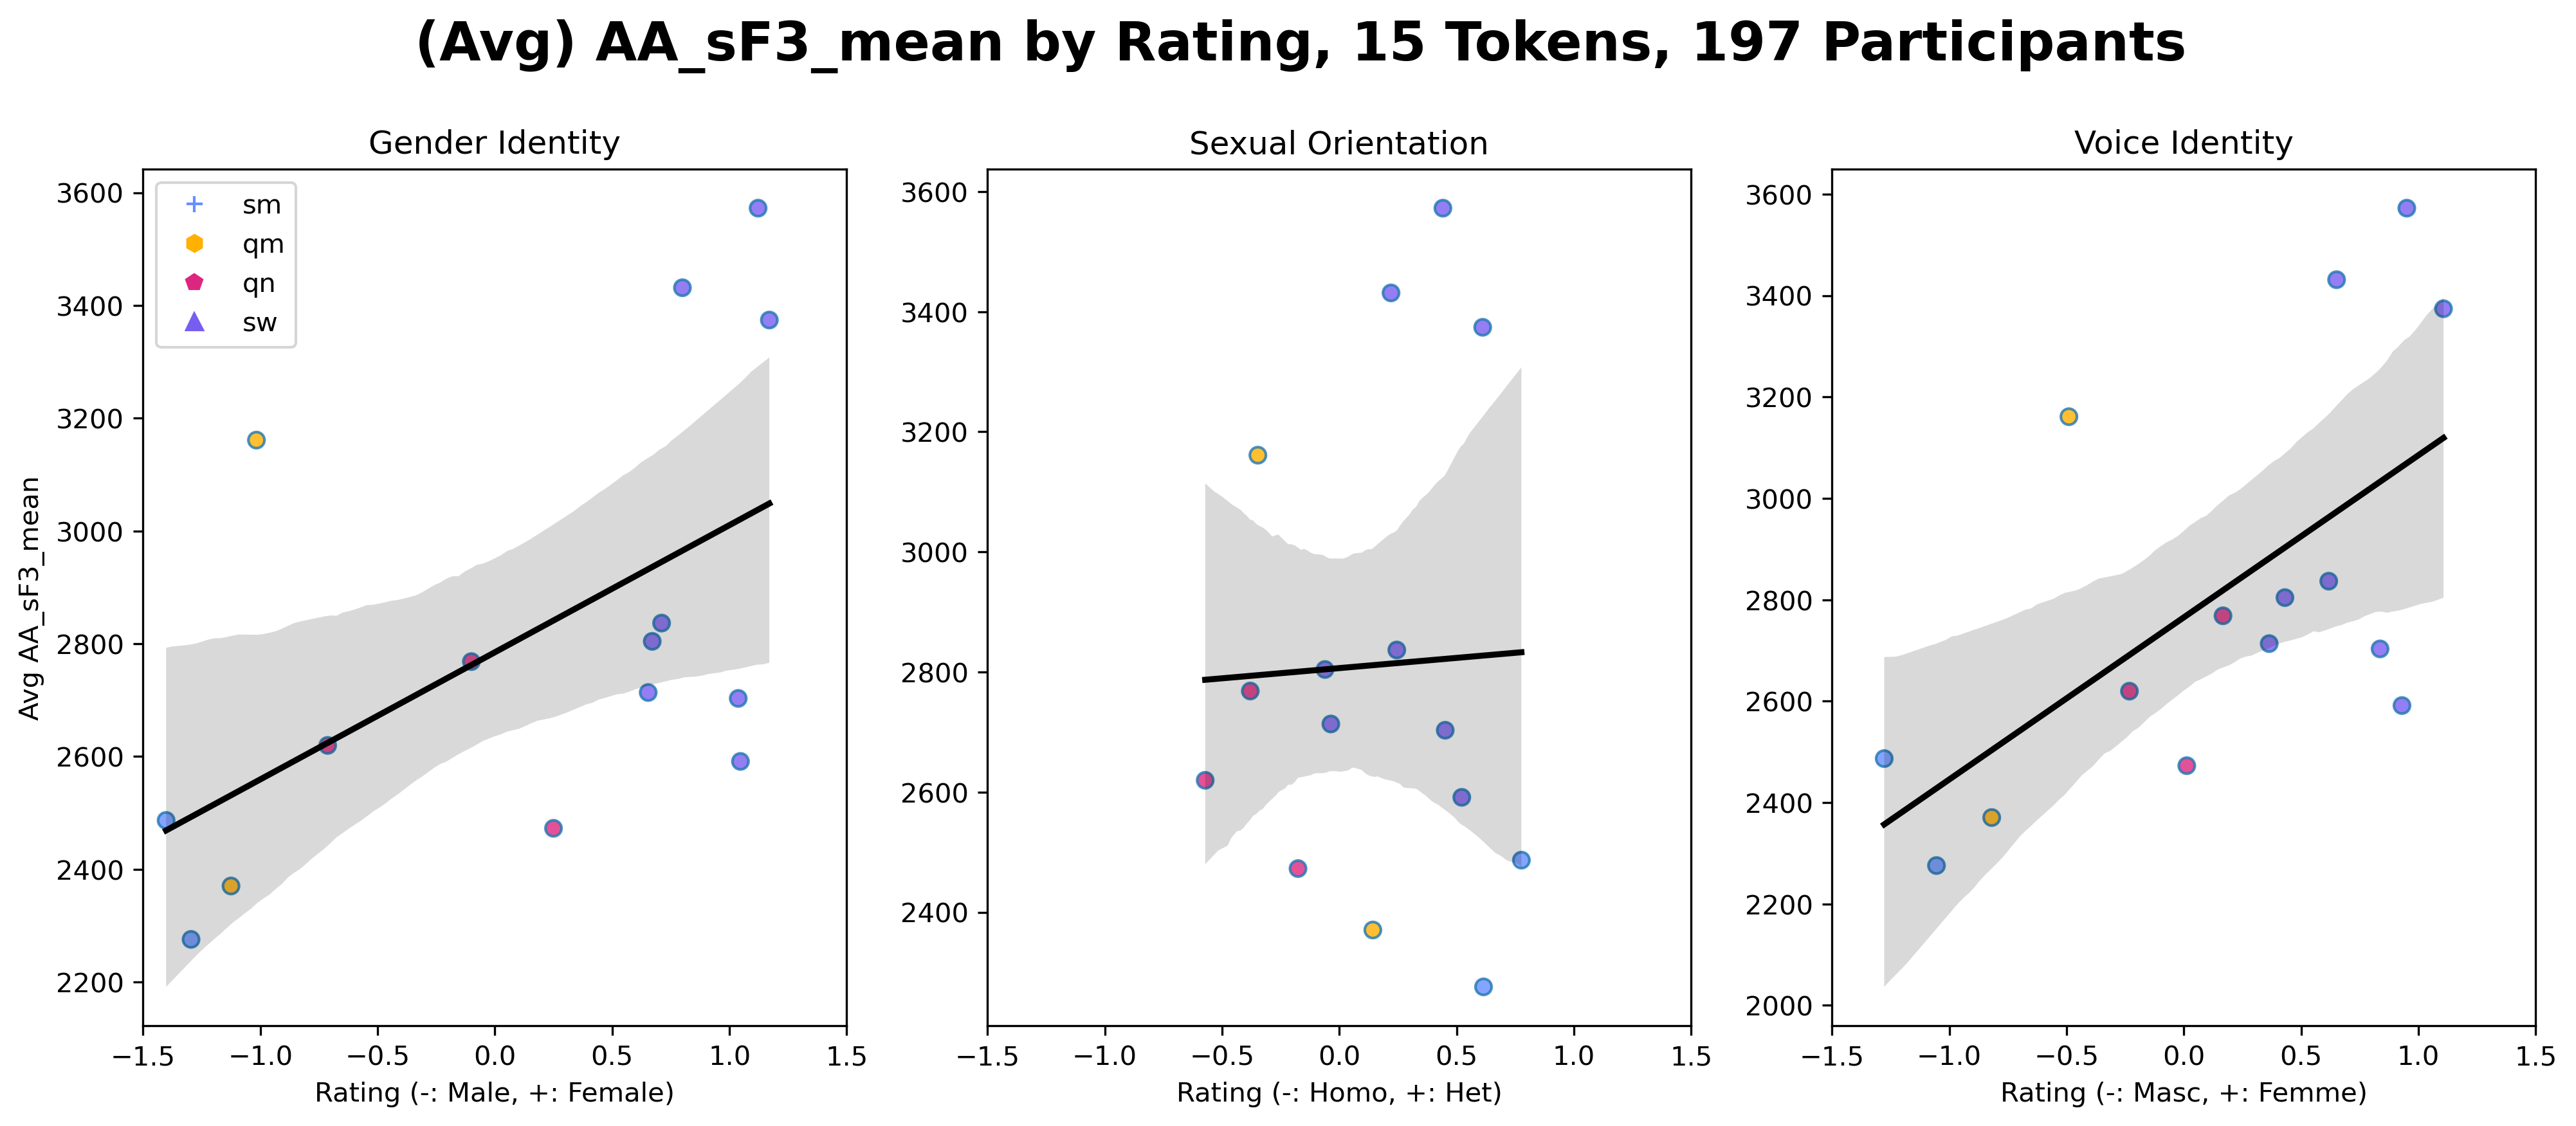 (Avg) AA_sF3_mean by Rating, 15 Tokens, 197 Participants
Gender Identity
Sexual Orientation
Voice Identity
sm
qm
qn
sw
Avg AA_sF3_mean
3600
3400
3200
3000
2800
2600
2400
2200
−1.5 −1.0 −0.5 0.0 0.5 1.0 1.5
Rating (-: Male, +: Female)
3600
3400
3200
3000
2800
2600
2400
−1.5 −1.0 −0.5 0.0 0.5 1.0 1.5
Rating (-: Homo, +: Het)
3600
3400
3200
3000
2800
2600
2400
2200
2000
−1.5 −1.0 −0.5 0.0 0.5 1.0 1.5
Rating (-: Masc, +: Femme)